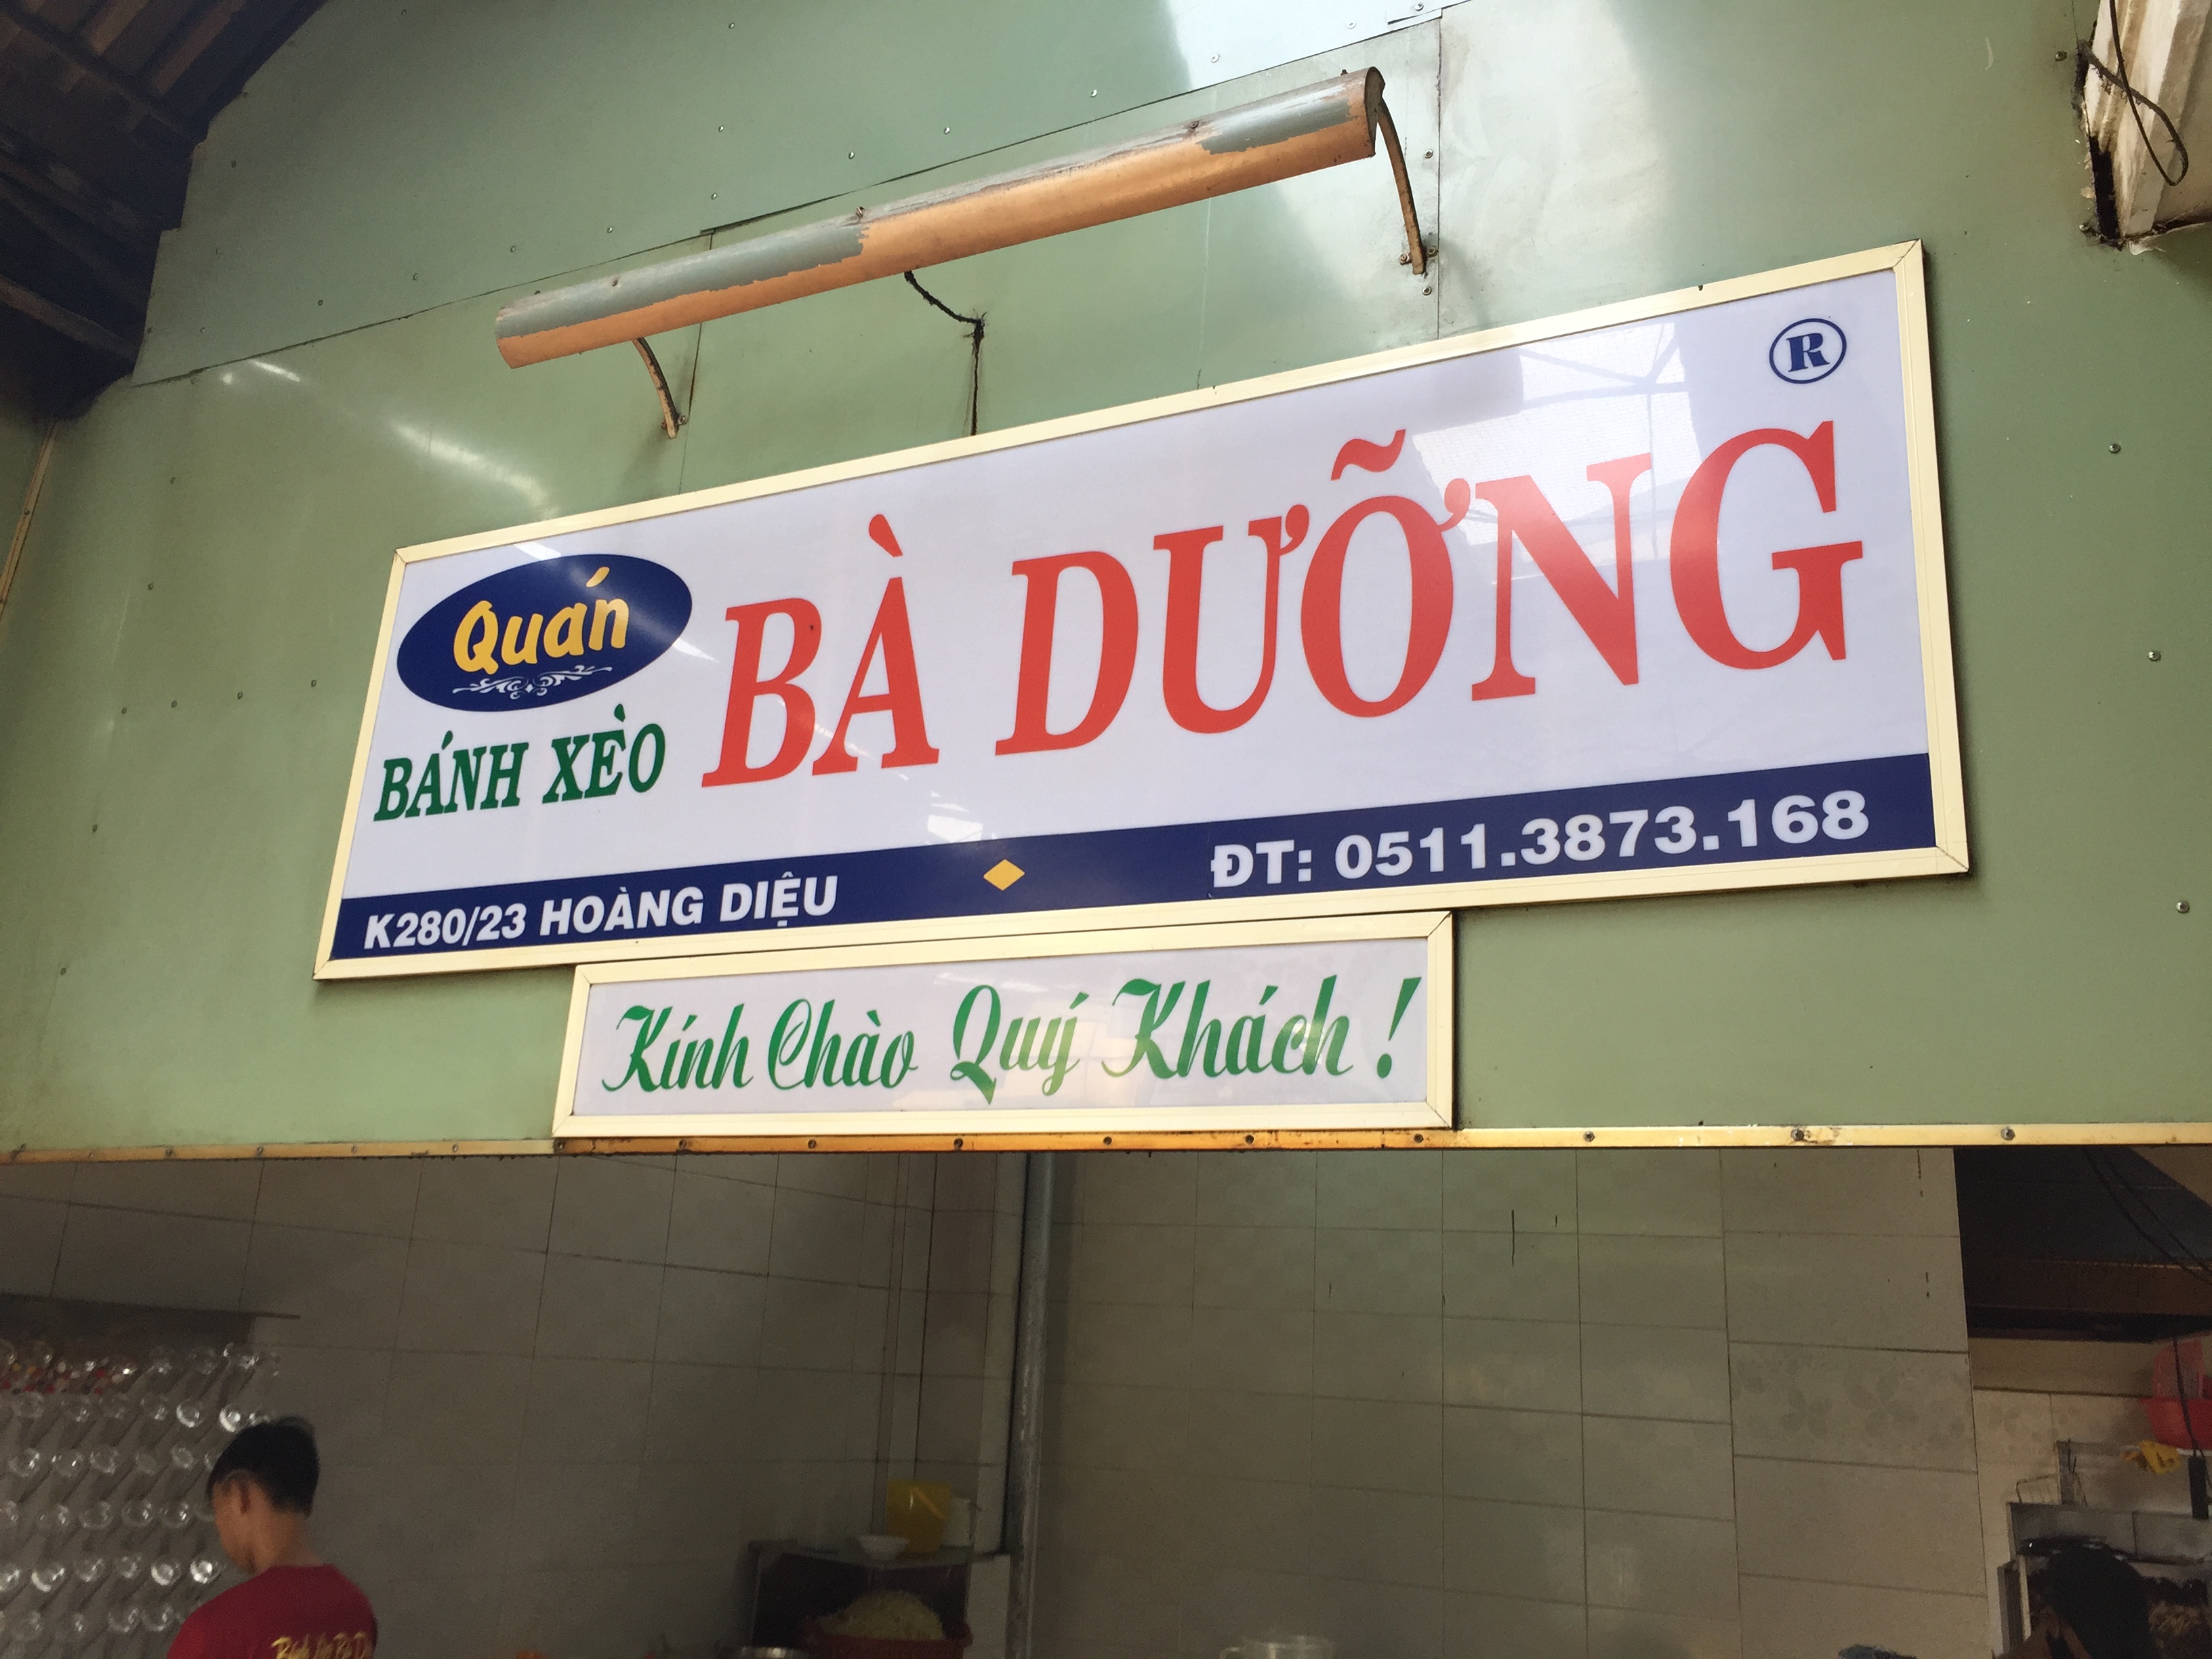 Quán
BÁNH XÈO
BÀ DƯỠNG
®
K280/23 HOÀNG DIỆU
ĐT: 0511.3873.168
Kính Chào Quý Khách !